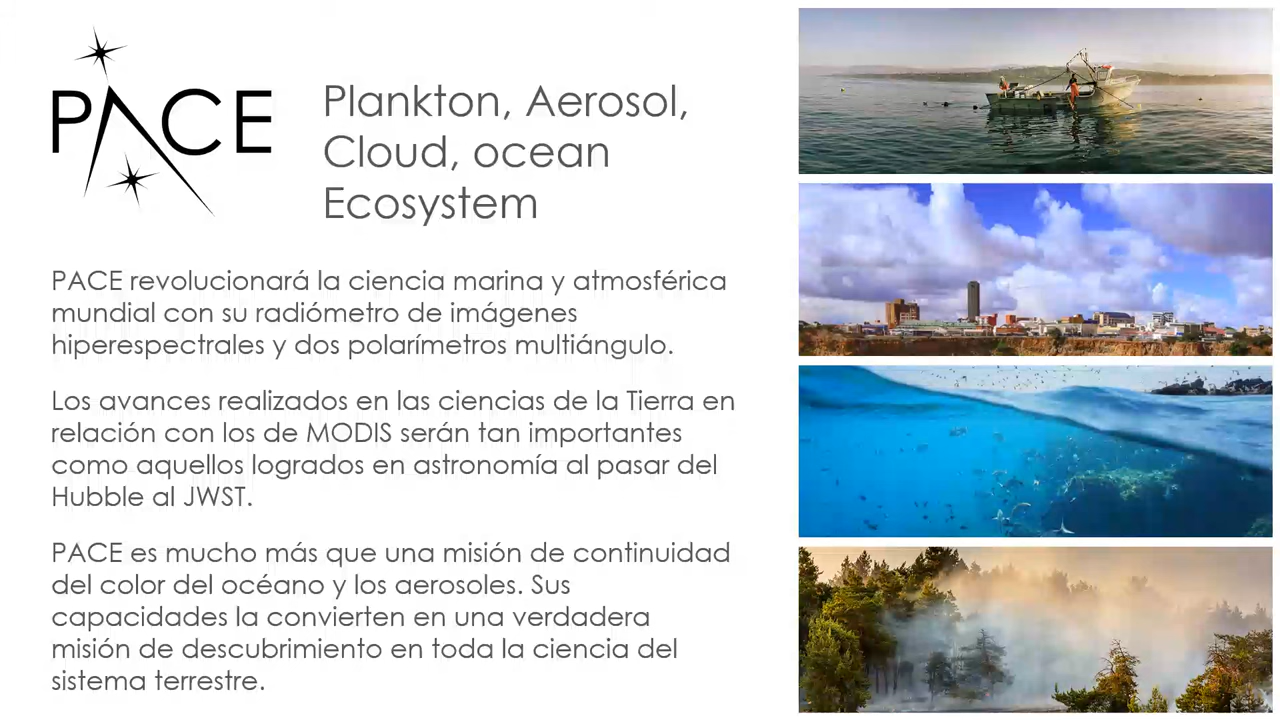 PACE
Plankton, Aerosol,
Cloud, ocean
Ecosystem
PACE revolucionará la ciencia marina y atmosférica
mundial con su radiómetro de imágenes
hiperespectrales y dos polarímetros multiángulo.
Los avances realizados en las ciencias de la Tierra en
relación con los de MODIS serán tan importantes
como aquellos logrados en astronomía al pasar del
Hubble al JWST.
PACE es mucho más que una misión de continuidad
del color del océano y los aerosoles. Sus
capacidades la convierten en una verdadera
misión de descubrimiento en toda la ciencia del
sistema terrestre.